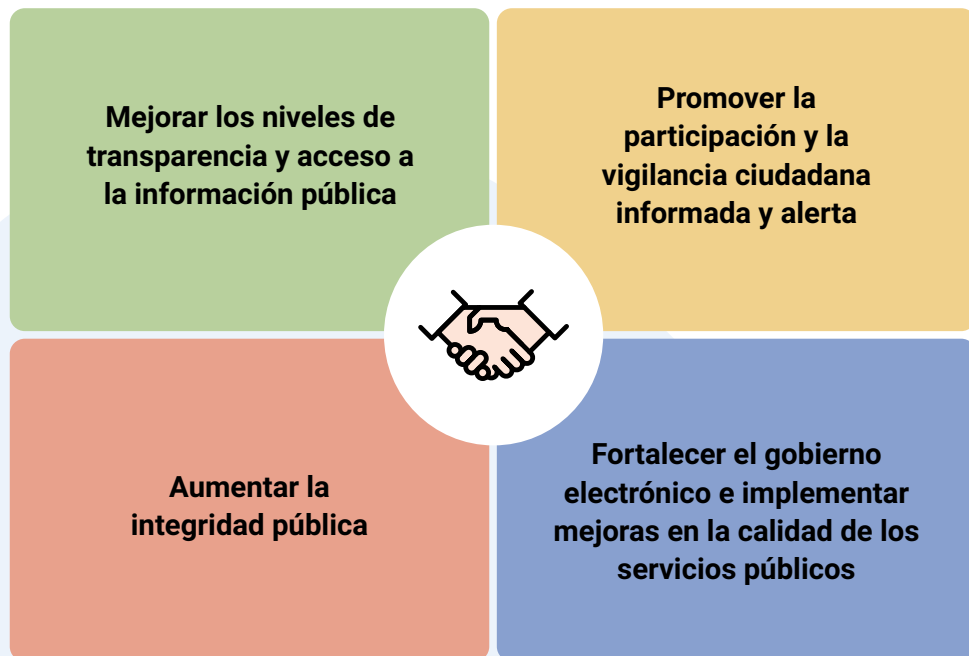 Mejorar los niveles de
transparencia y acceso a
la información pública
Promover la
participación y la
vigilancia ciudadana
informada y alerta
Aumentar la
integridad pública
Fortalecer el gobierno
electrónico e implementar
mejoras en la calidad de los
servicios públicos